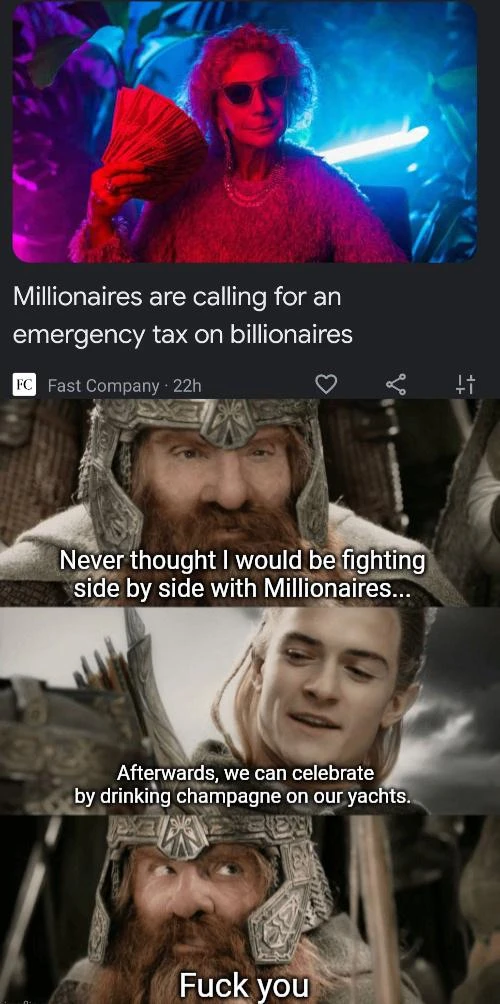 Millionaires are calling for an
emergency tax on billionaires
FC Fast Company · 22h
Never thought I would be fighting
side by side with Millionaires...
Afterwards, we can celebrate
by drinking champagne on our yachts.
Fuck you